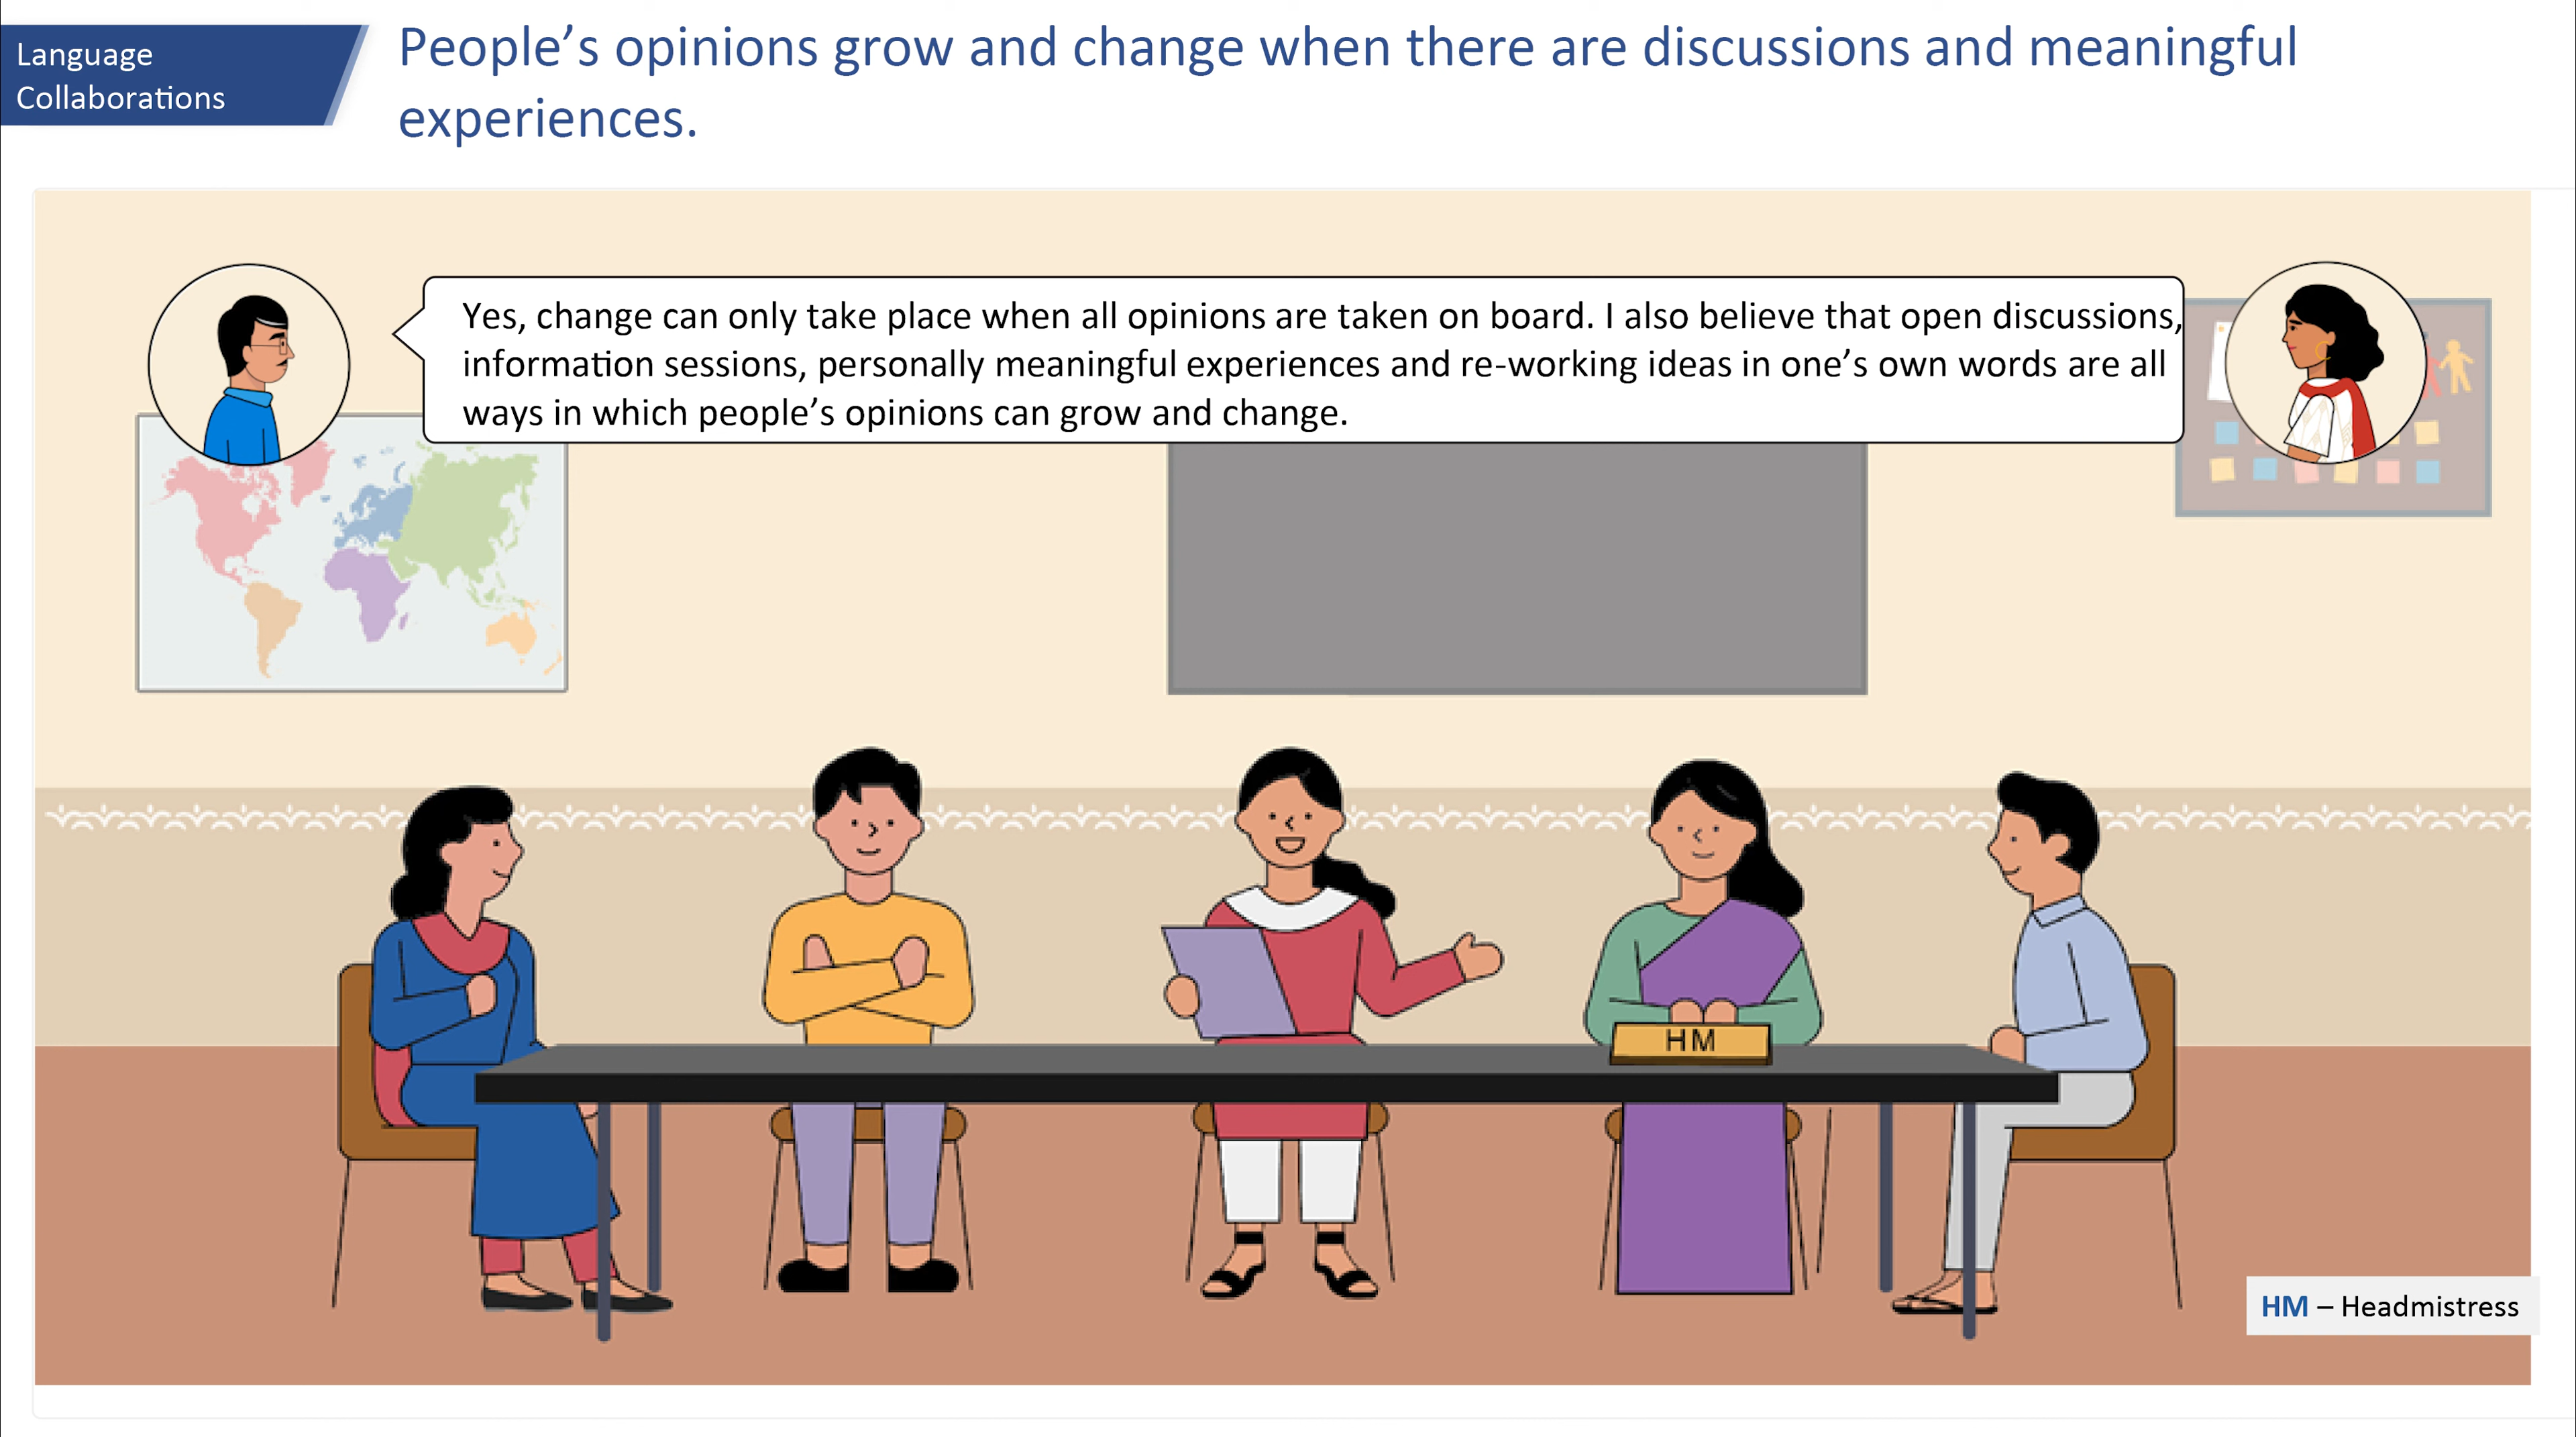 Language
Collaborations
People’s opinions grow and change when there are discussions and meaningful
experiences.
Yes, change can only take place when all opinions are taken on board. I also believe that open discussions,
information sessions, personally meaningful experiences and re-working ideas in one’s own words are all
ways in which people’s opinions can grow and change.
HM
HM – Headmistress